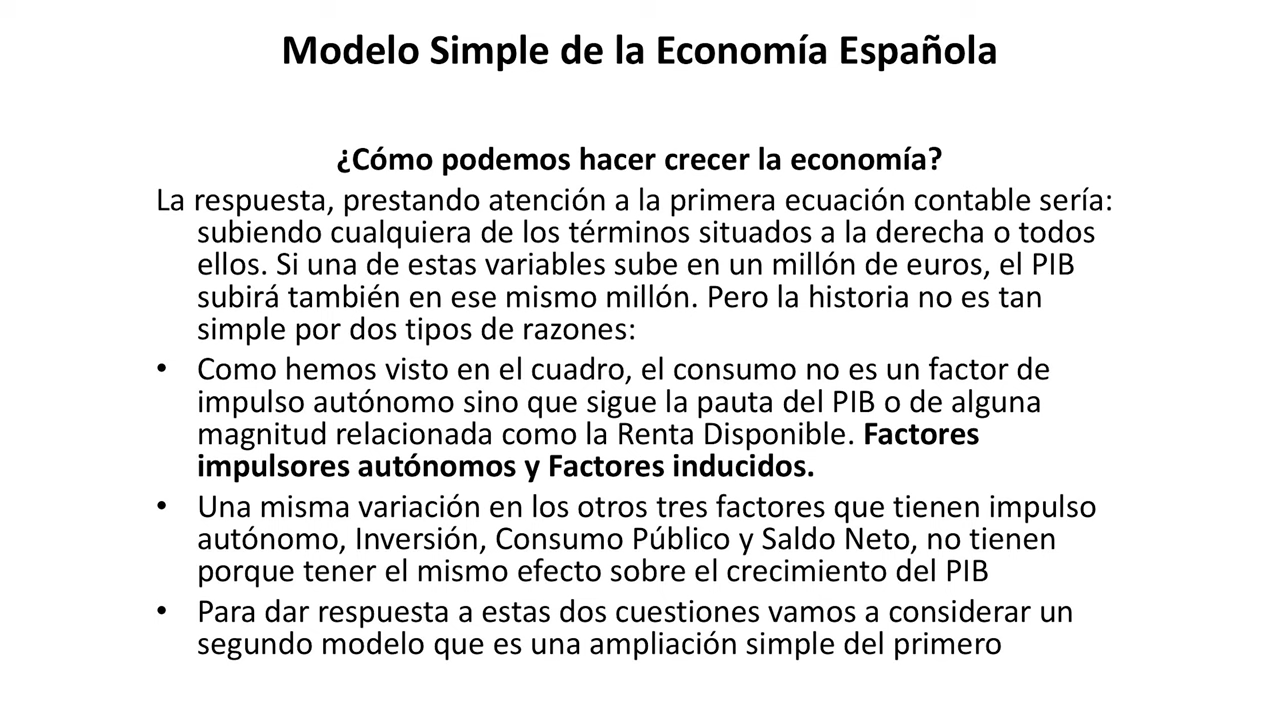 Modelo Simple de la Economía Española
¿Cómo podemos hacer crecer la economía?
La respuesta, prestando atención a la primera ecuación contable sería:
subiendo cualquiera de los términos situados a la derecha o todos
ellos. Si una de estas variables sube en un millón de euros, el PIB
subirá también en ese mismo millón. Pero la historia no es tan
simple por dos tipos de razones:
• Como hemos visto en el cuadro, el consumo no es un factor de
impulso autónomo sino que sigue la pauta del PIB o de alguna
magnitud relacionada como la Renta Disponible. Factores
impulsores autónomos y Factores inducidos.
• Una misma variación en los otros tres factores que tienen impulso
autónomo, Inversión, Consumo Público y Saldo Neto, no tienen
porque tener el mismo efecto sobre el crecimiento del PIB
• Para dar respuesta a estas dos cuestiones vamos a considerar un
segundo modelo que es una ampliación simple del primero